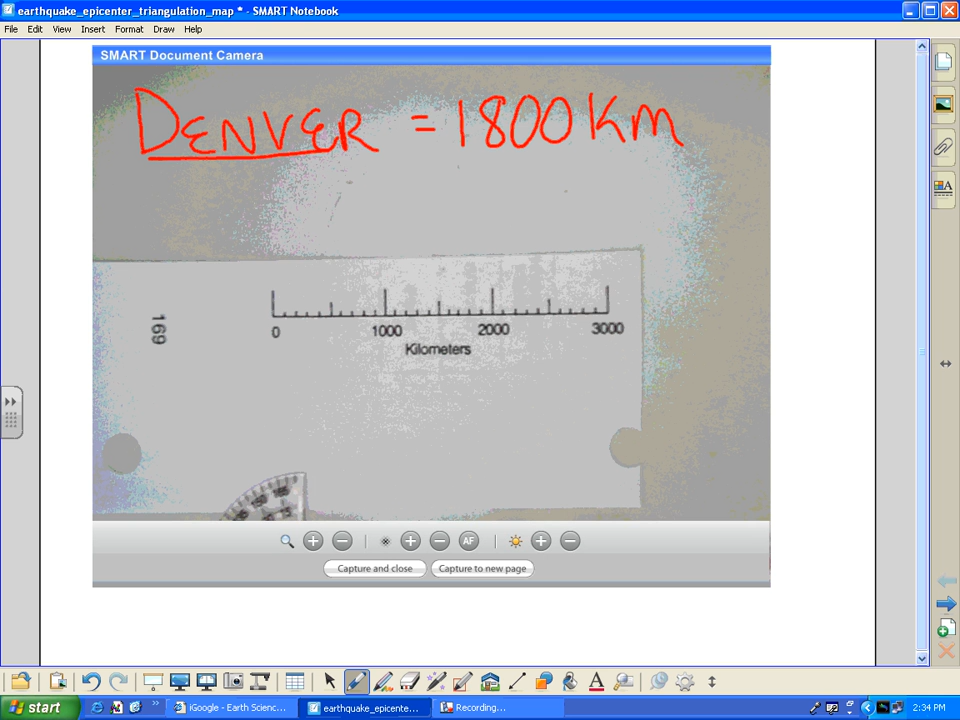 earthquake_epicenter_triangulation_map * - SMART Notebook
File Edit View Insert Format Draw Help
SMART Document Camera
DENVER = 1800 Km
0 1000 2000 3000
Kilometers
169
AF
Capture and close Capture to new page
start iGoogle - Earth Scienc... earthquake_epicente... Recording... 2:34 PM